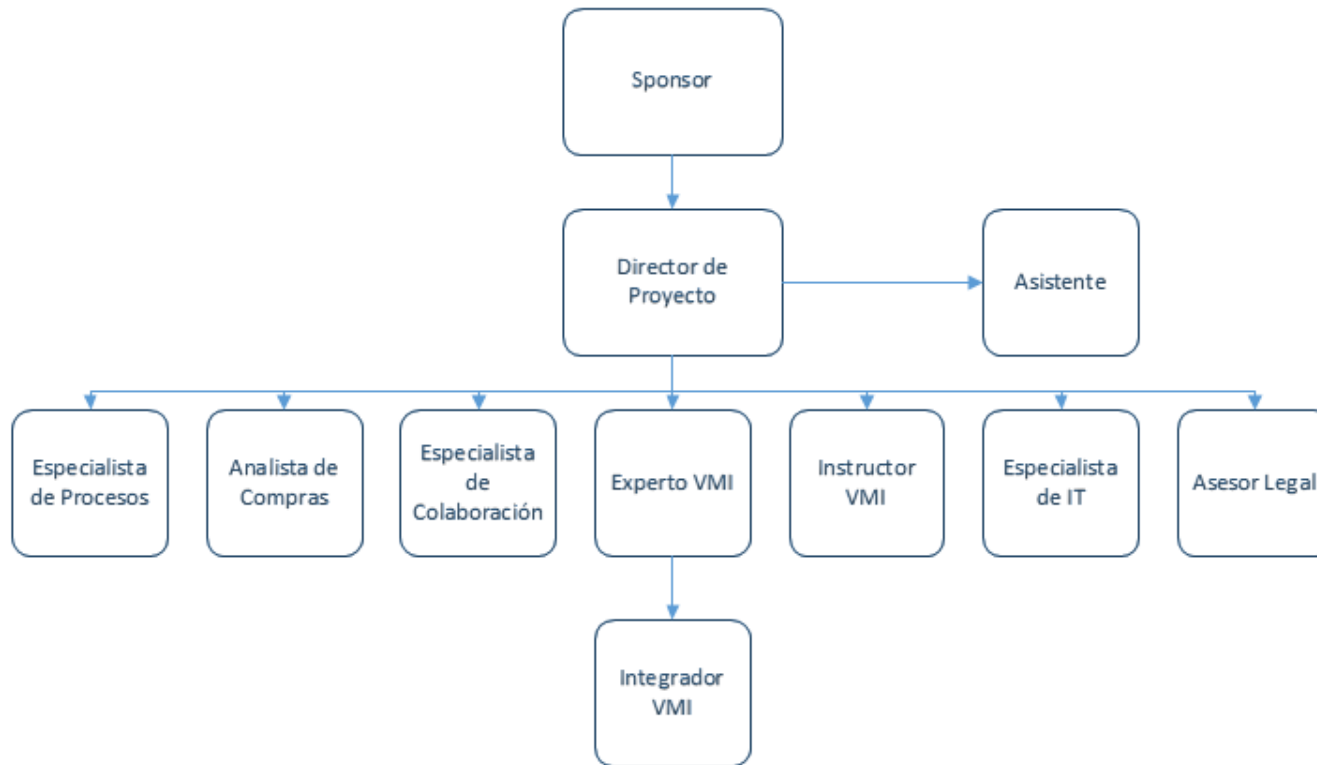 Sponsor
Director de
Proyecto
Asistente
Especialista
de Procesos
Analista de
Compras
Especialista
de
Colaboración
Experto VMI
Instructor
VMI
Especialista
de IT
Asesor Legal
Integrador
VMI